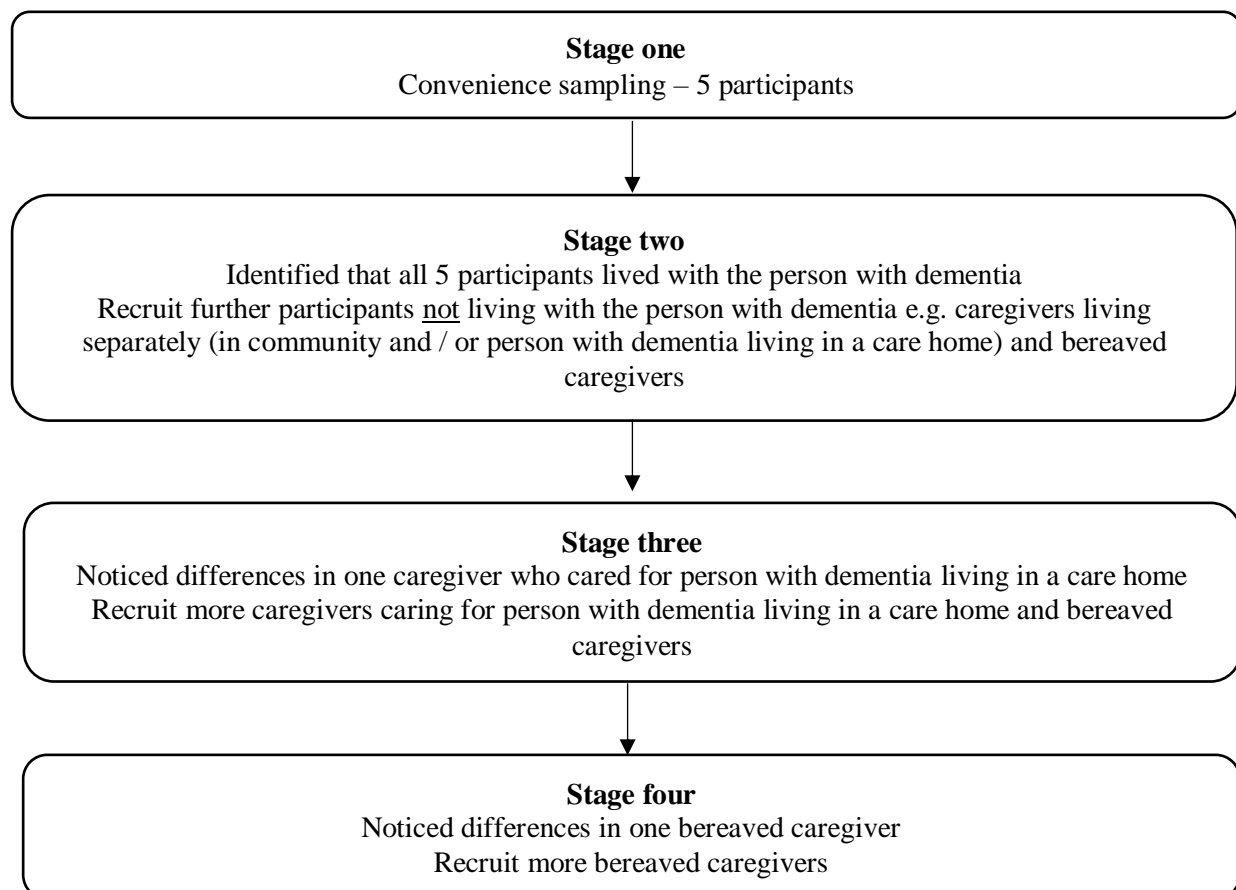 Stage one
Convenience sampling – 5 participants
Stage two
Identified that all 5 participants lived with the person with dementia
Recruit further participants not living with the person with dementia e.g. caregivers living
separately (in community and / or person with dementia living in a care home) and bereaved
caregivers
Stage three
Noticed differences in one caregiver who cared for person with dementia living in a care home
Recruit more caregivers caring for person with dementia living in a care home and bereaved
caregivers
Stage four
Noticed differences in one bereaved caregiver
Recruit more bereaved caregivers